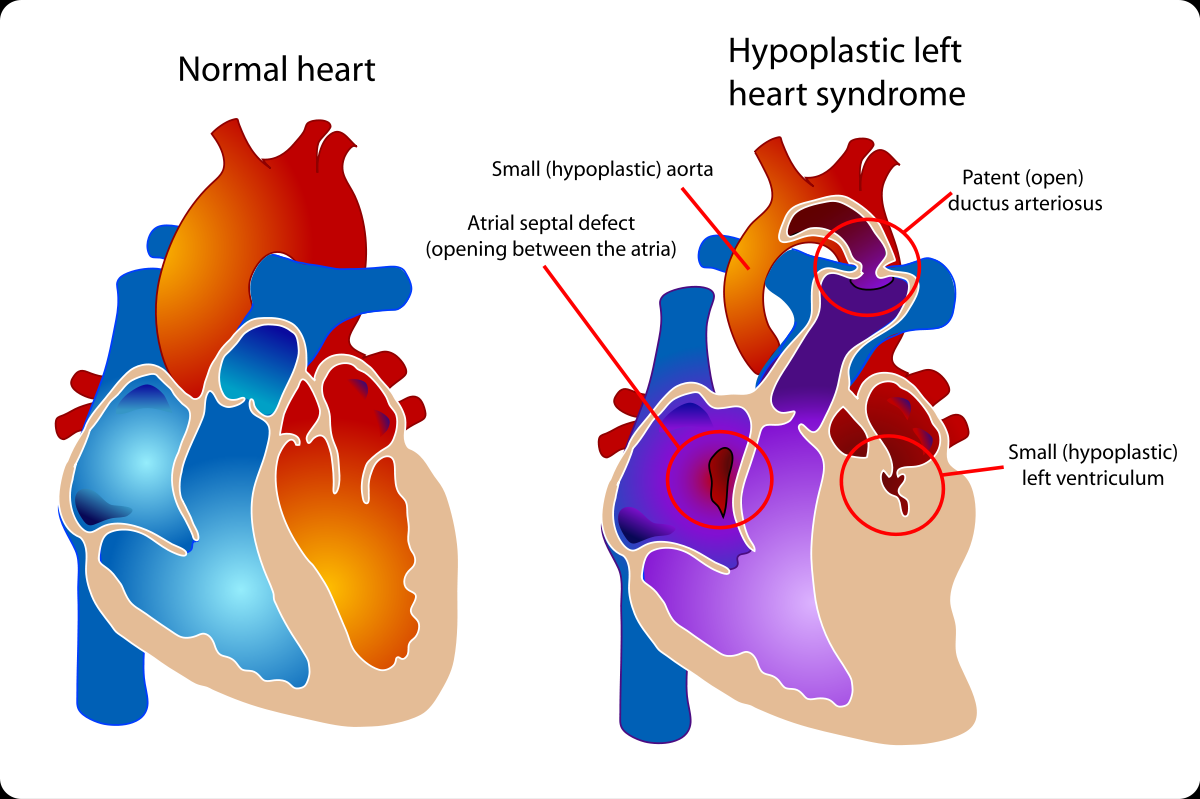 Normal heart
Hypoplastic left
heart syndrome
Small (hypoplastic) aorta
Atrial septal defect
(opening between the atria)
Patent (open)
ductus arteriosus
Small (hypoplastic)
left ventriculum